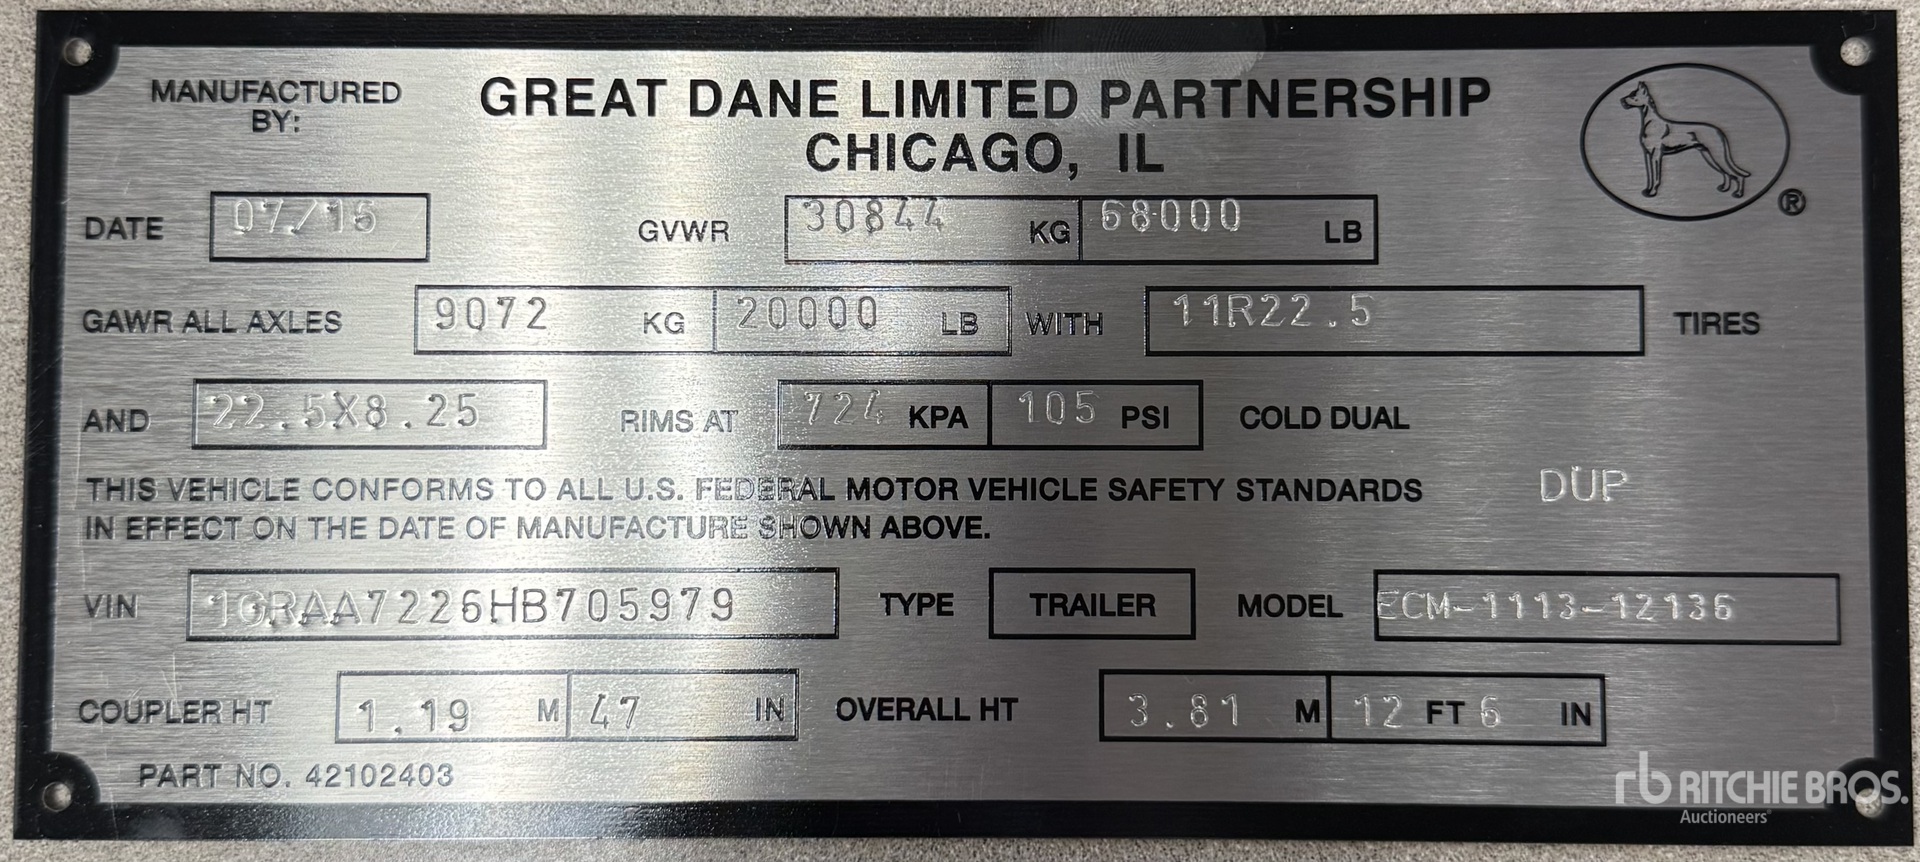 MANUFACTURED BY: GREAT DANE LIMITED PARTNERSHIP
CHICAGO, IL
®
DATE 07/16 GVWR 30844 KG 68000 LB
GAWR ALL AXLES 9072 KG 20000 LB WITH 11R22.5 TIRES
AND 22.5X8.25 RIMS AT 724 KPA 105 PSI COLD DUAL
THIS VEHICLE CONFORMS TO ALL U.S. FEDERAL MOTOR VEHICLE SAFETY STANDARDS DUP
IN EFFECT ON THE DATE OF MANUFACTURE SHOWN ABOVE.
VIN 1GRAA7226HB705979 TYPE TRAILER MODEL ECM-1113-12136
COUPLER HT 1.19 M 47 IN OVERALL HT 3.81 M 12 FT 6 IN
PART NO. 42102403
rb RITCHIE BROS.
Auctioneers